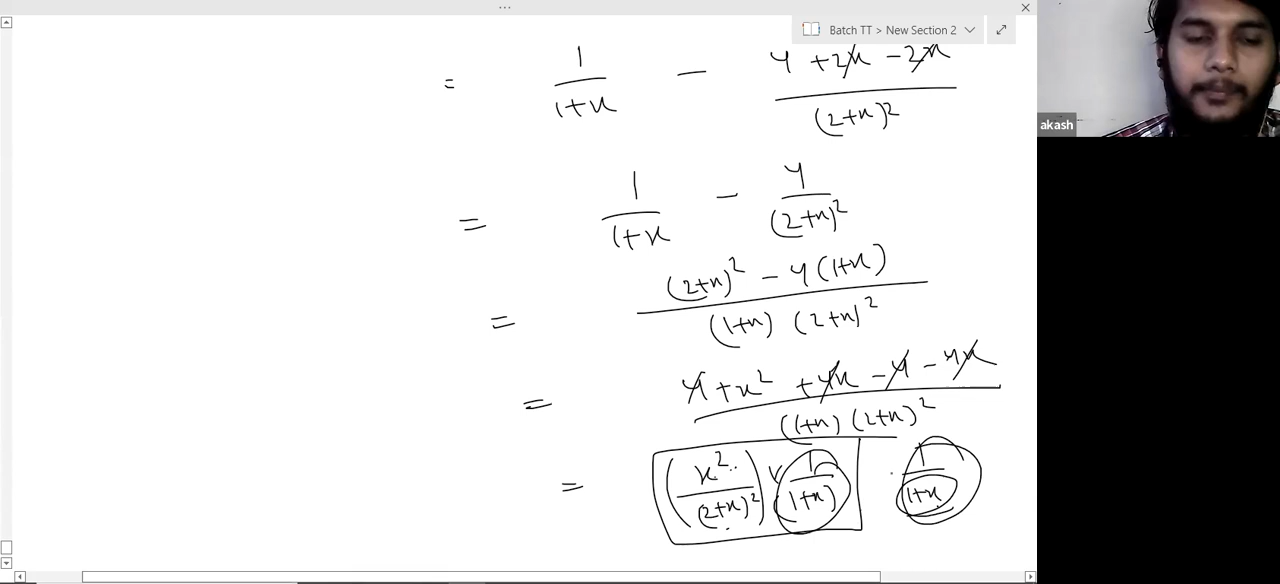 Batch TT > New Section 2
= 1/(1+x) − (4 + 2x − 2x)/(2+x)²
akash
= 1/(1+x) − 4/(2+x)²
= ((2+x)² − 4(1+x))/((1+x) (2+x)²)
= (4 + x² + 4x − 4 − 4x)/((1+x) (2+x)²)
= (x²/(2+x)²) × (1/(1+x)) · 1/(1+x)